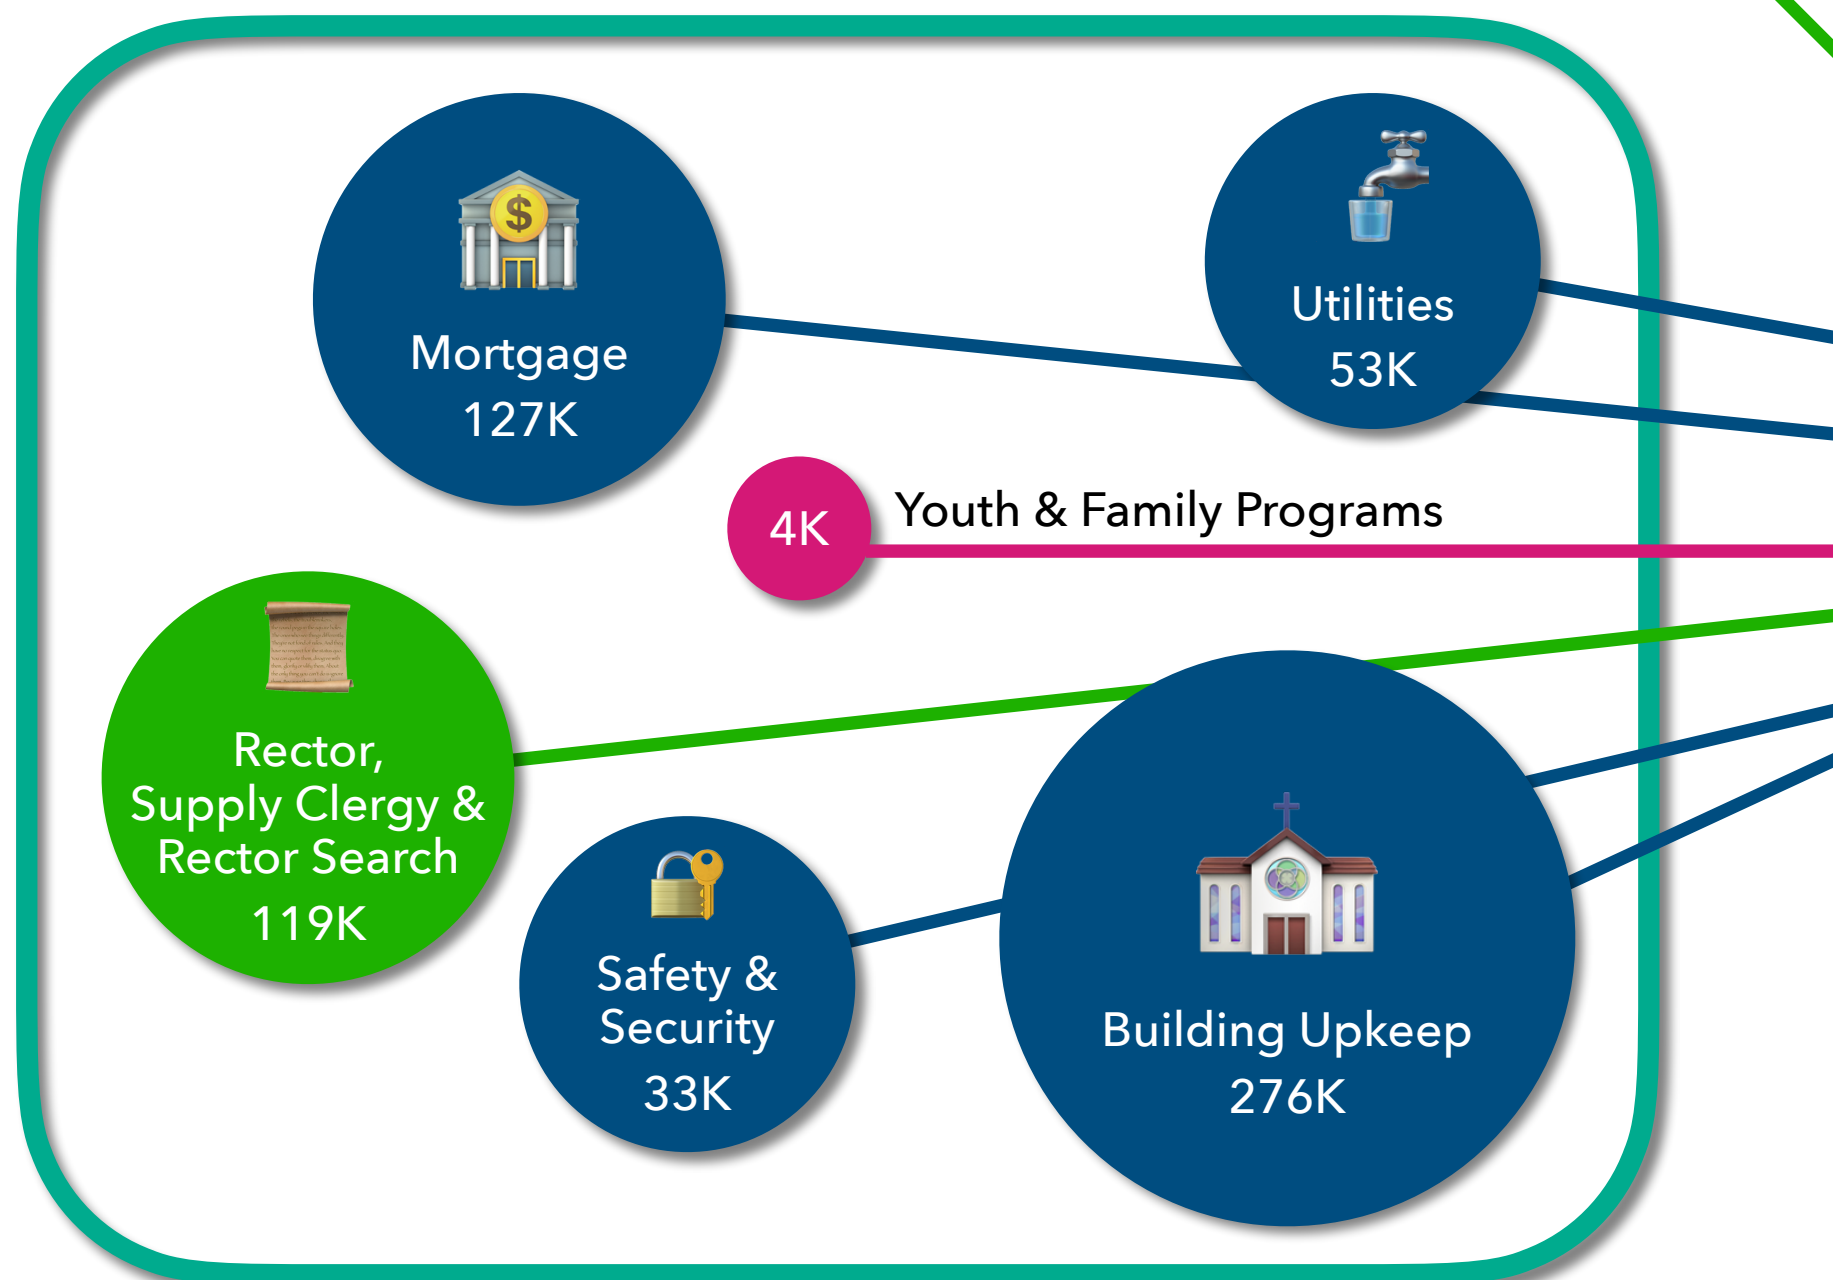 Mortgage
127K
$
Utilities
53K
4K
Youth & Family Programs
Rector,
Supply Clergy &
Rector Search
119K
Safety &
Security
33K
Building Upkeep
276K